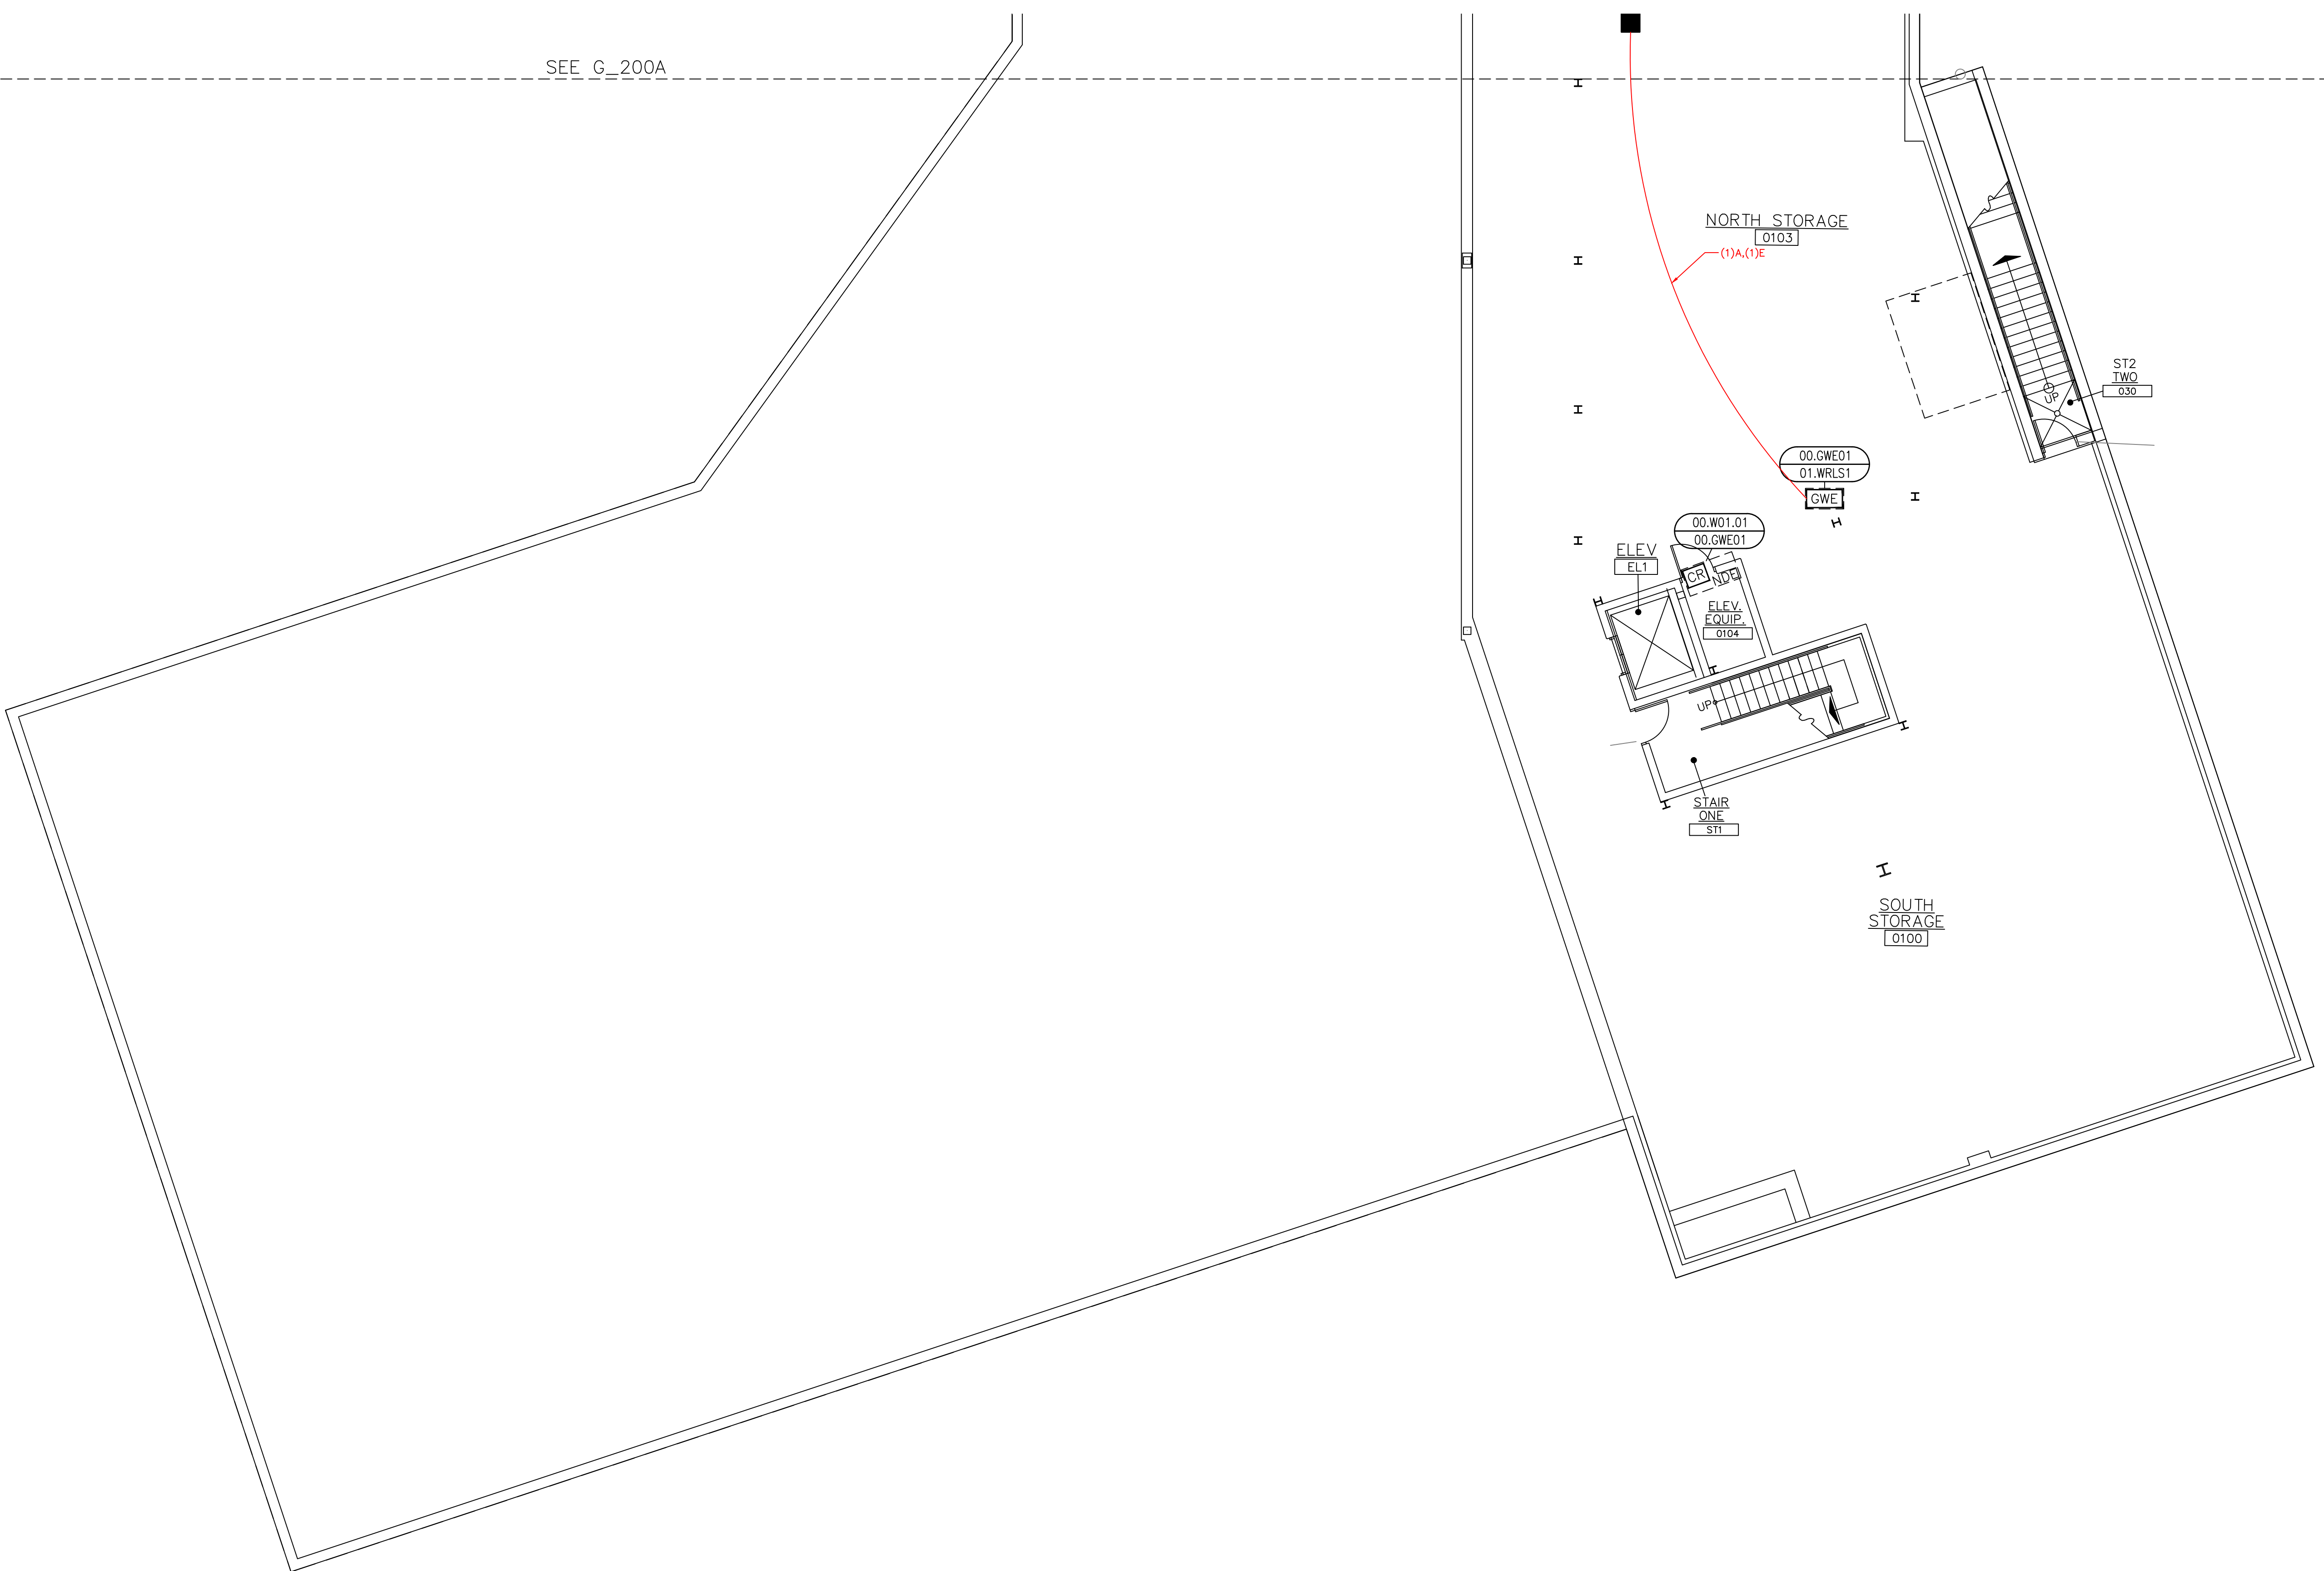 SEE G_200A
NORTH STORAGE
0103
(1)A,(1)E
ST2
TWO
030
UP
00.GWE01
01.WRLS1
GWE
00.W01.01
00.GWE01
ELEV
EL1
CR
NDE
ELEV.
EQUIP.
0104
UP
STAIR
ONE
ST1
SOUTH
STORAGE
0100